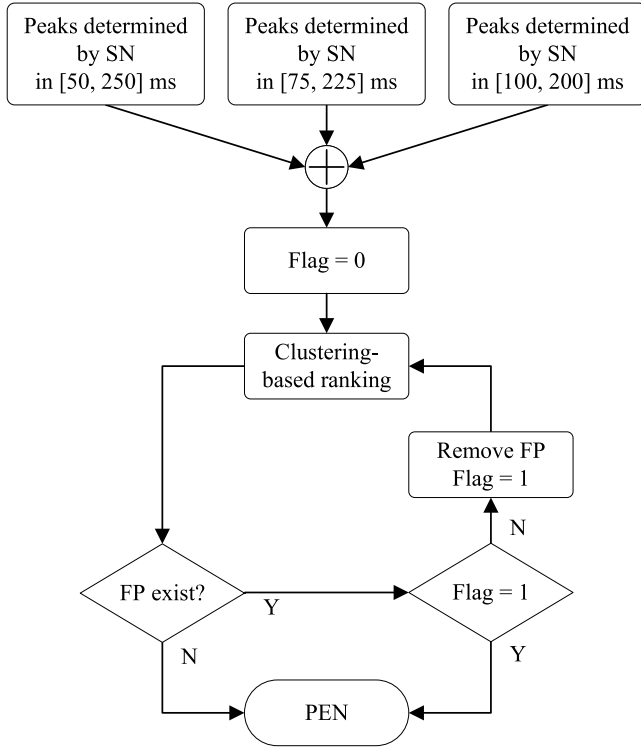 Peaks determined
by SN
in [50, 250] ms
Peaks determined
by SN
in [75, 225] ms
Peaks determined
by SN
in [100, 200] ms
Flag = 0
Clustering-
based ranking
Remove FP
Flag = 1
N
FP exist?
Y
Flag = 1
N
Y
PEN